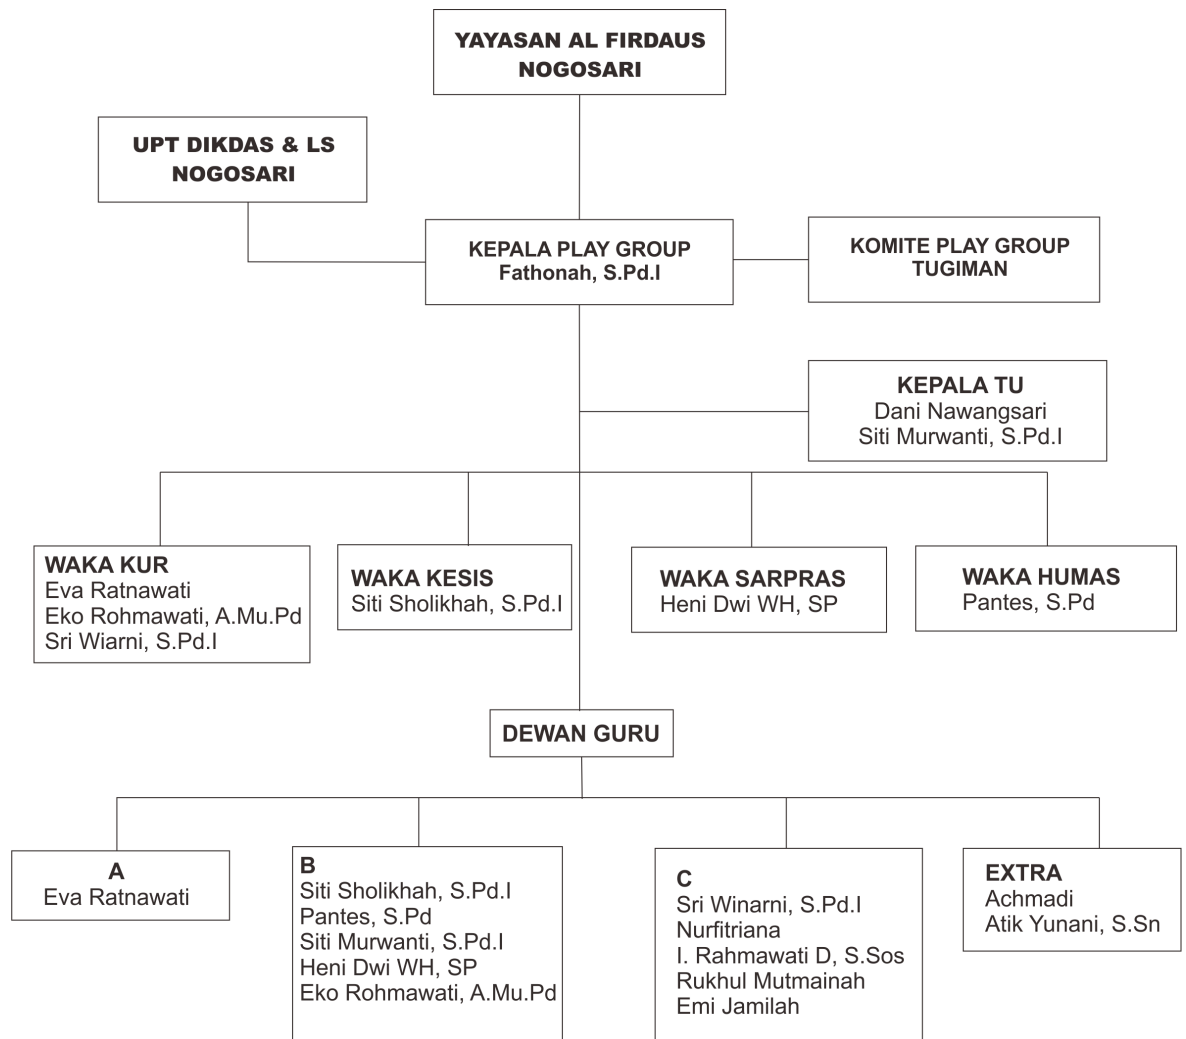 YAYASAN AL FIRDAUS
NOGOSARI
UPT DIKDAS & LS
NOGOSARI
KEPALA PLAY GROUP
Fathonah, S.Pd.I
KOMITE PLAY GROUP
TUGIMAN
KEPALA TU
Dani Nawangsari
Siti Murwanti, S.Pd.I
WAKA KUR
Eva Ratnawati
Eko Rohmawati, A.Mu.Pd
Sri Wiarni, S.Pd.I
WAKA KESIS
Siti Sholikhah, S.Pd.I
WAKA SARPRAS
Heni Dwi WH, SP
WAKA HUMAS
Pantes, S.Pd
DEWAN GURU
A
Eva Ratnawati
B
Siti Sholikhah, S.Pd.I
Pantes, S.Pd
Siti Murwanti, S.Pd.I
Heni Dwi WH, SP
Eko Rohmawati, A.Mu.Pd
C
Sri Winarni, S.Pd.I
Nurfitriana
I. Rahmawati D, S.Sos
Rukhul Mutmainah
Emi Jamilah
EXTRA
Achmadi
Atik Yunani, S.Sn